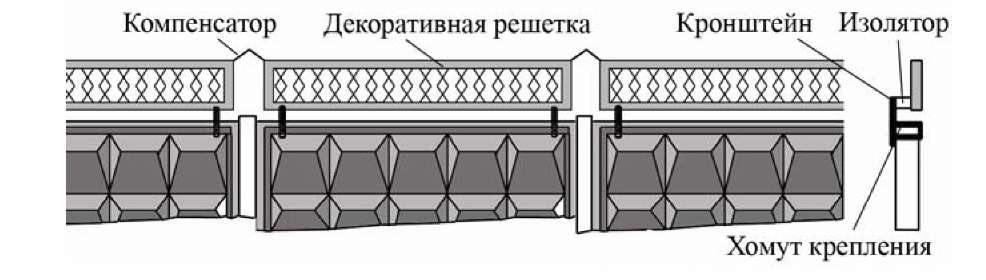 Компенсатор
Декоративная решетка
Кронштейн
Изолятор
Хомут крепления